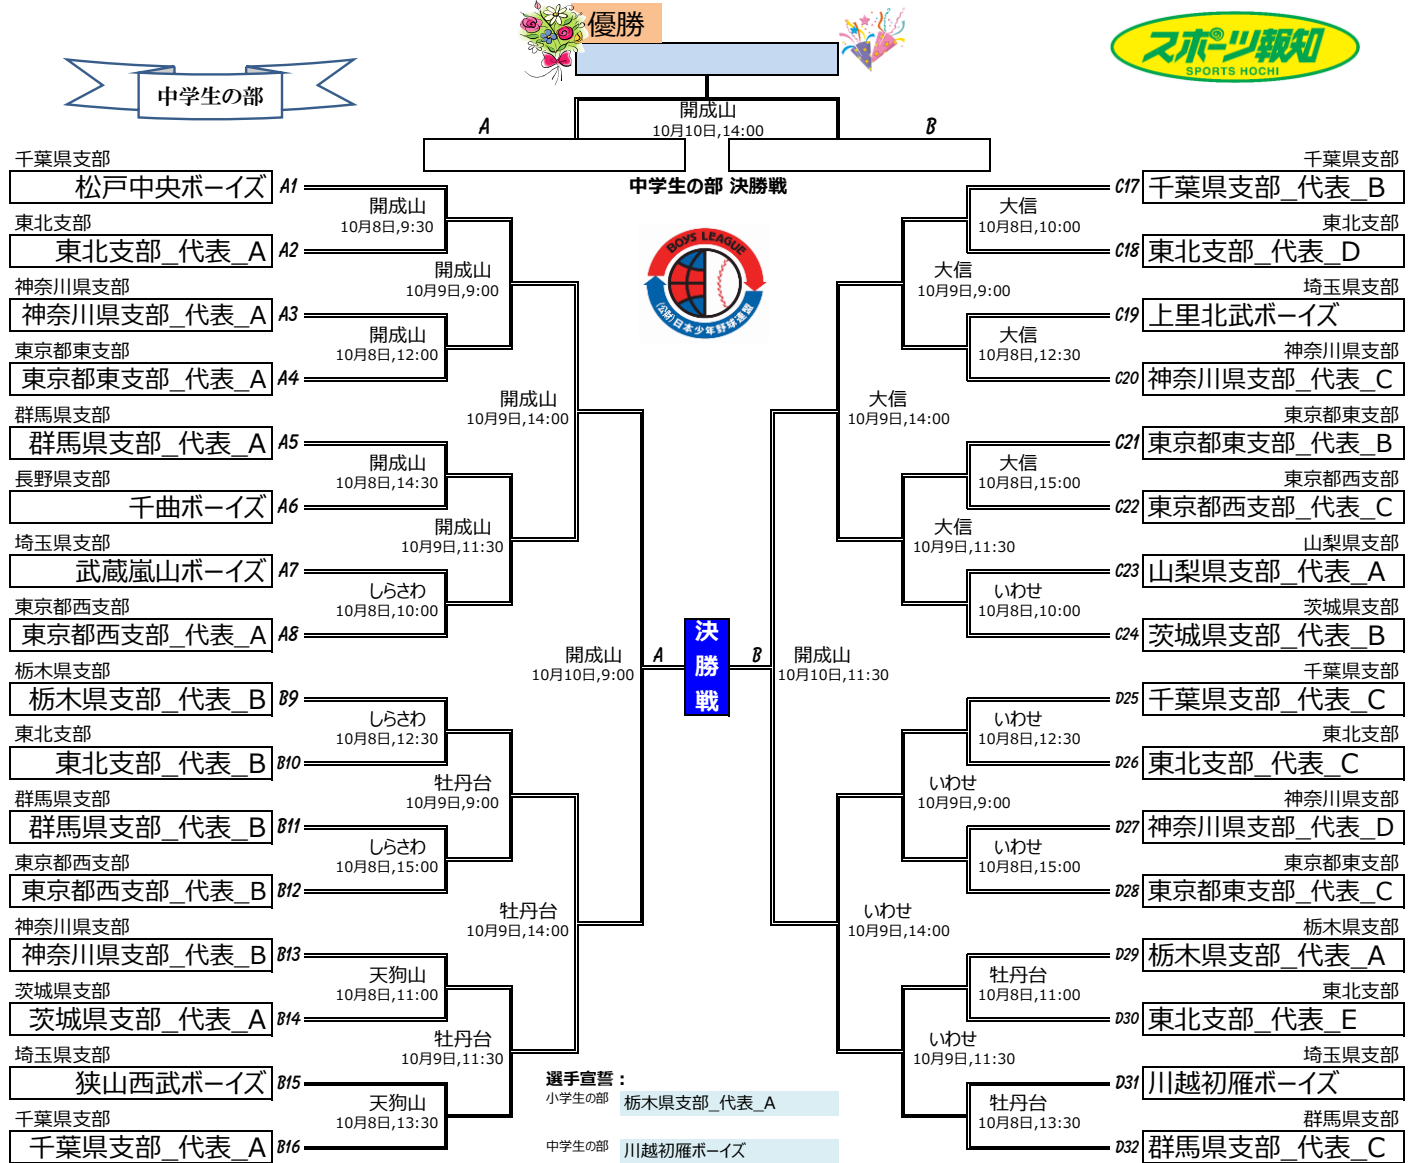 優勝
スポーツ報知
SPORTS HOCHI
中学生の部
開成山
10月10日,14:00
A
B
中学生の部 決勝戦
BOYS LEAGUE
(公財)日本少年野球連盟
千葉県支部
松戸中央ボーイズ A1
開成山
10月8日,9:30
東北支部
東北支部_代表_A A2
開成山
10月9日,9:00
神奈川県支部
神奈川県支部_代表_A A3
開成山
10月8日,12:00
東京都東支部
東京都東支部_代表_A A4
開成山
10月9日,14:00
群馬県支部
群馬県支部_代表_A A5
開成山
10月8日,14:30
長野県支部
千曲ボーイズ A6
開成山
10月9日,11:30
埼玉県支部
武蔵嵐山ボーイズ A7
しらさわ
10月8日,10:00
東京都西支部
東京都西支部_代表_A A8
開成山
10月10日,9:00
A
栃木県支部
栃木県支部_代表_B B9
しらさわ
10月8日,12:30
東北支部
東北支部_代表_B B10
牡丹台
10月9日,9:00
群馬県支部
群馬県支部_代表_B B11
しらさわ
10月8日,15:00
東京都西支部
東京都西支部_代表_B B12
牡丹台
10月9日,14:00
神奈川県支部
神奈川県支部_代表_B B13
天狗山
10月8日,11:00
茨城県支部
茨城県支部_代表_A B14
牡丹台
10月9日,11:30
埼玉県支部
狭山西武ボーイズ B15
天狗山
10月8日,13:30
千葉県支部
千葉県支部_代表_A B16
決
勝
戦
千葉県支部
C17 千葉県支部_代表_B
大信
10月8日,10:00
東北支部
C18 東北支部_代表_D
大信
10月9日,9:00
埼玉県支部
C19 上里北武ボーイズ
大信
10月8日,12:30
神奈川県支部
C20 神奈川県支部_代表_C
大信
10月9日,14:00
東京都東支部
C21 東京都東支部_代表_B
大信
10月8日,15:00
東京都西支部
C22 東京都西支部_代表_C
大信
10月9日,11:30
山梨県支部
C23 山梨県支部_代表_A
いわせ
10月8日,10:00
茨城県支部
C24 茨城県支部_代表_B
B
開成山
10月10日,11:30
千葉県支部
D25 千葉県支部_代表_C
いわせ
10月8日,12:30
東北支部
D26 東北支部_代表_C
いわせ
10月9日,9:00
神奈川県支部
D27 神奈川県支部_代表_D
いわせ
10月8日,15:00
東京都東支部
D28 東京都東支部_代表_C
いわせ
10月9日,14:00
栃木県支部
D29 栃木県支部_代表_A
牡丹台
10月8日,11:00
東北支部
D30 東北支部_代表_E
いわせ
10月9日,11:30
埼玉県支部
D31 川越初雁ボーイズ
牡丹台
10月8日,13:30
群馬県支部
D32 群馬県支部_代表_C
選手宣誓：
小学生の部 栃木県支部_代表_A
中学生の部 川越初雁ボーイズ